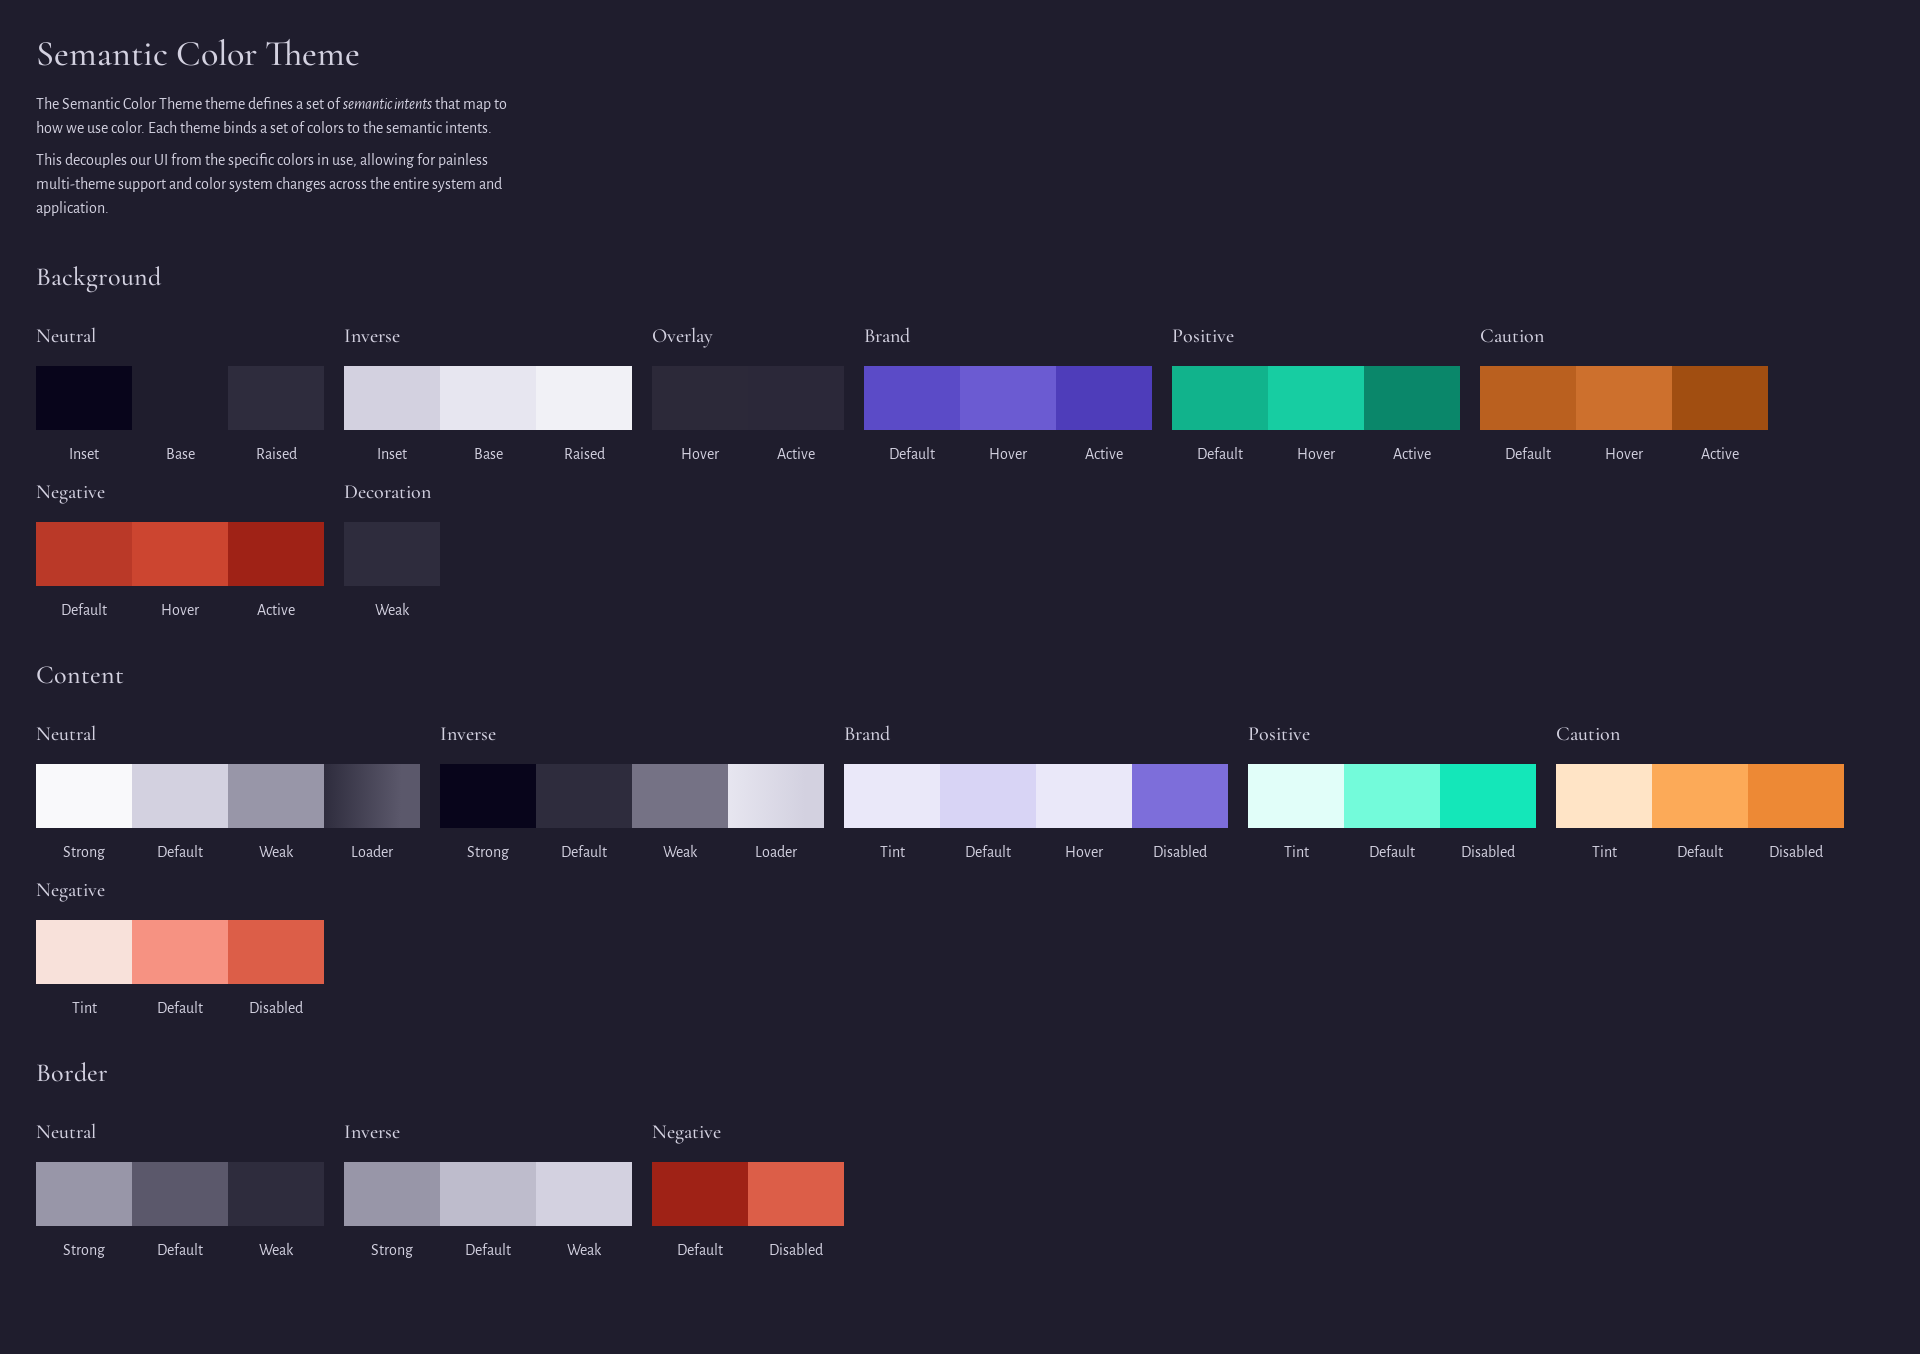 Semantic Color Theme
The Semantic Color Theme theme defines a set of semantic intents that map to
how we use color. Each theme binds a set of colors to the semantic intents.
This decouples our UI from the specific colors in use, allowing for painless
multi-theme support and color system changes across the entire system and
application.
Background
Neutral Inverse Overlay Brand Positive Caution
Inset Base Raised Inset Base Raised Hover Active Default Hover Active Default Hover Active Default Hover Active
Negative Decoration
Default Hover Active Weak
Content
Neutral Inverse Brand Positive Caution
Strong Default Weak Loader Strong Default Weak Loader Tint Default Hover Disabled Tint Default Disabled Tint Default Disabled
Negative
Tint Default Disabled
Border
Neutral Inverse Negative
Strong Default Weak Strong Default Weak Default Disabled